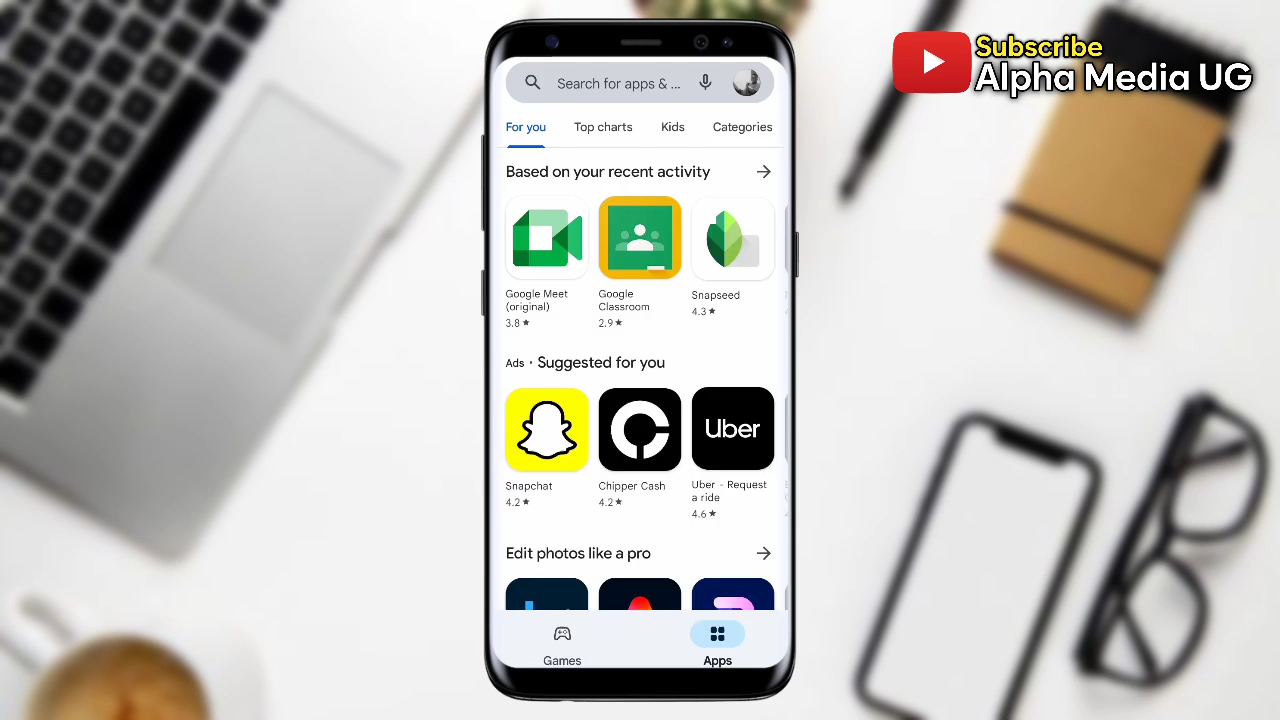 Subscribe
Alpha Media UG
Search for apps & ...
For you
Top charts
Kids
Categories
Based on your recent activity
Google Meet
(original)
3.8 ★
Google
Classroom
2.9 ★
Snapseed
4.3 ★
Ads · Suggested for you
Uber
Snapchat
4.2 ★
Chipper Cash
4.2 ★
Uber - Request
a ride
4.6 ★
Edit photos like a pro
Games
Apps